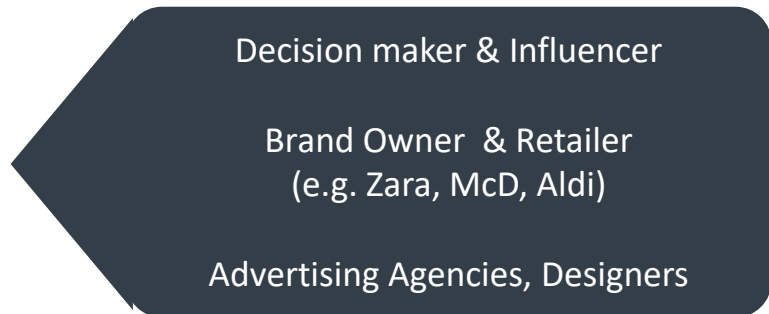 Decision maker & Influencer
Brand Owner  & Retailer
(e.g. Zara, McD, Aldi)
Advertising Agencies, Designers